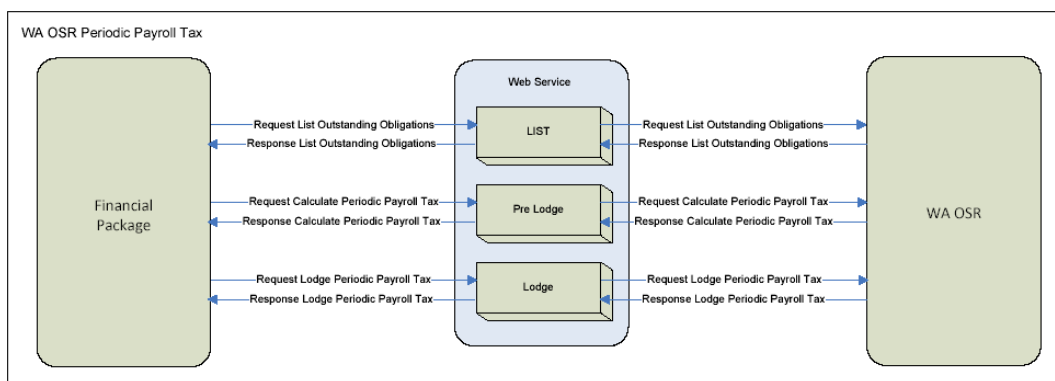 WA OSR Periodic Payroll Tax
Web Service
Request List Outstanding Obligations
LIST
Request List Outstanding Obligations
Response List Outstanding Obligations
Response List Outstanding Obligations
Financial
Package
Request Calculate Periodic Payroll Tax
Pre Lodge
Request Calculate Periodic Payroll Tax
WA OSR
Response Calculate Periodic Payroll Tax
Response Calculate Periodic Payroll Tax
Request Lodge Periodic Payroll Tax
Lodge
Request Lodge Periodic Payroll Tax
Response Lodge Periodic Payroll Tax
Response Lodge Periodic Payroll Tax